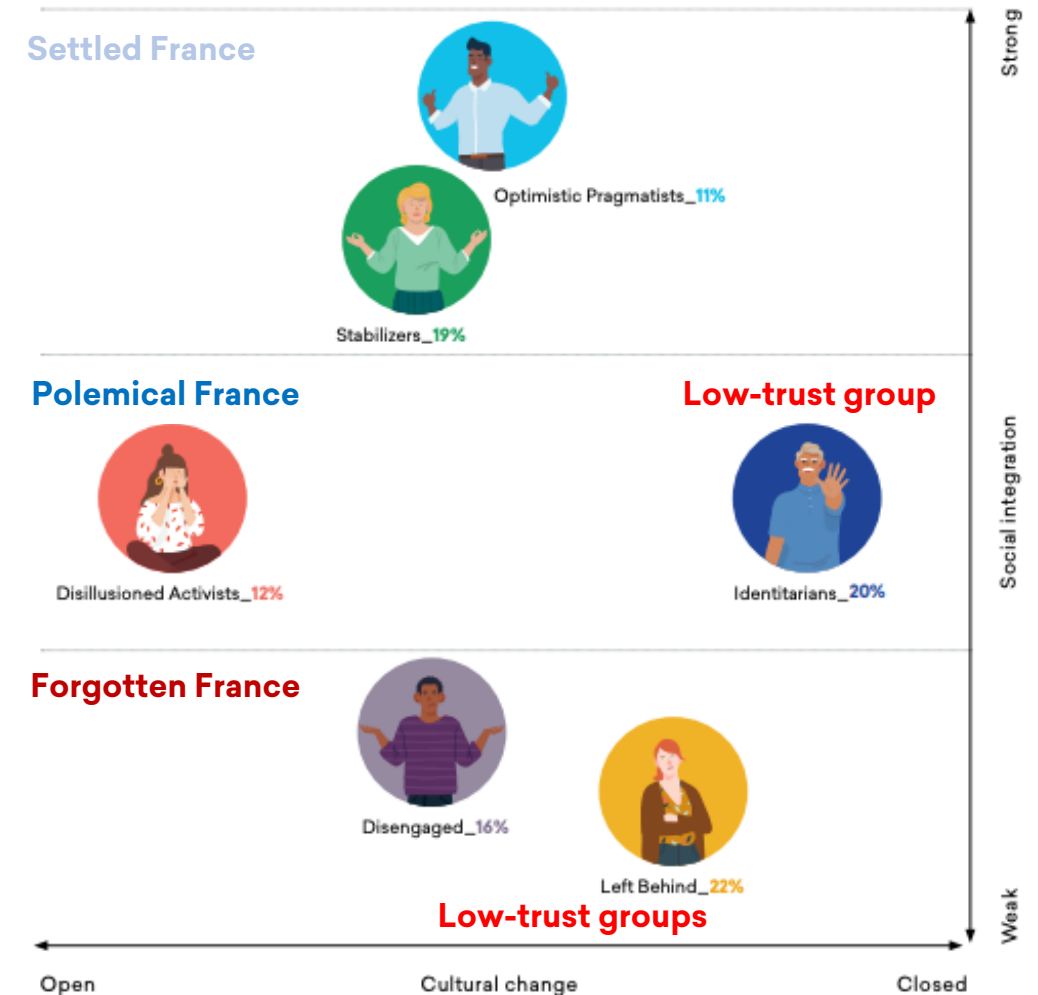 Settled France
Strong
Optimistic Pragmatists_11%
Stabilizers_19%
Polemical France
Low-trust group
Social integration
Disillusioned Activists_12%
Identitarians_20%
Forgotten France
Disengaged_16%
Left Behind_22%
Low-trust groups
Weak
Open
Cultural change
Closed